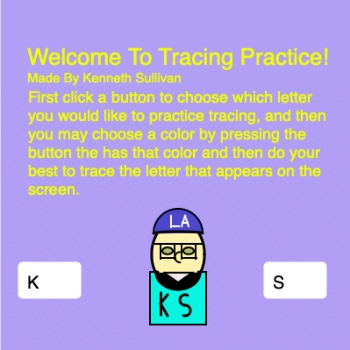 Welcome To Tracing Practice!
Made By Kenneth Sullivan
First click a button to choose which letter
you would like to practice tracing, and then
you may choose a color by pressing the
button the has that color and then do your
best to trace the letter that appears on the
screen.
LA
K
KS
S